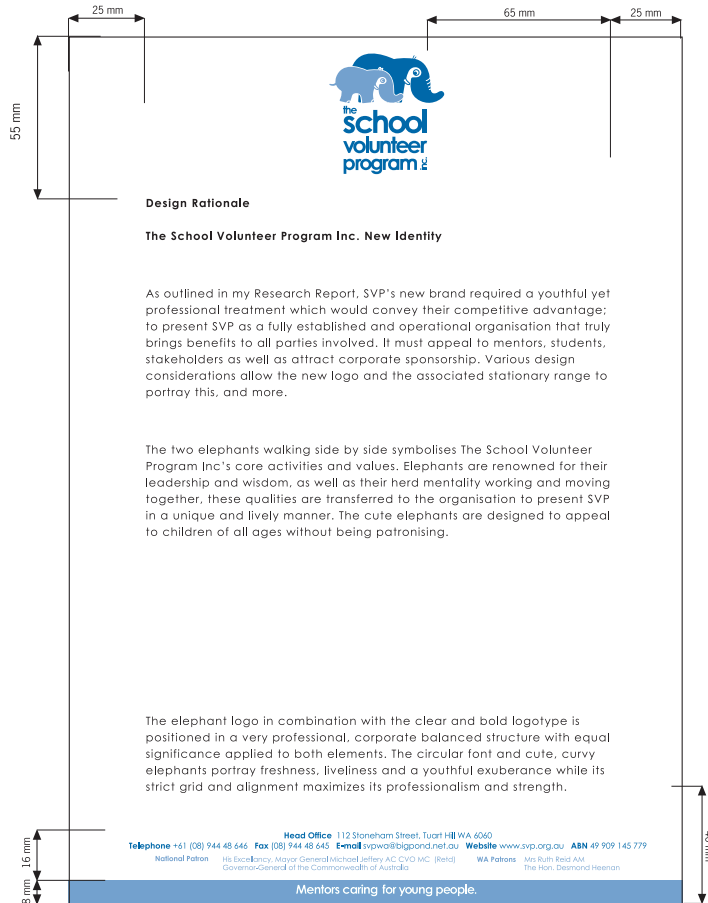 25 mm
65 mm
25 mm
55 mm
the
school
volunteer
program inc.
Design Rationale
The School Volunteer Program Inc. New Identity
As outlined in my Research Report, SVP's new brand required a youthful yet
professional treatment which would convey their competitive advantage;
to present SVP as a fully established and operational organisation that truly
brings benefits to all parties involved. It must appeal to mentors, students,
stakeholders as well as attract corporate sponsorship. Various design
considerations allow the new logo and the associated stationary range to
portray this, and more.
The two elephants walking side by side symbolises The School Volunteer
Program Inc's core activities and values. Elephants are renowned for their
leadership and wisdom, as well as their herd mentality working and moving
together, these qualities are transferred to the organisation to present SVP
in a unique and lively manner. The cute elephants are designed to appeal
to children of all ages without being patronising.
The elephant logo in combination with the clear and bold logotype is
positioned in a very professional, corporate balanced structure with equal
significance applied to both elements. The circular font and cute, curvy
elephants portray freshness, liveliness and a youthful exuberance while its
strict grid and alignment maximizes its professionalism and strength.
16 mm
8 mm
Head Office 112 Stoneham Street, Tuart Hill WA 6060
Telephone +61 (08) 944 48 646 Fax (08) 944 48 645 E-mail svpwa@bigpond.net.au Website www.svp.org.au ABN 49 909 145 779
National Patron His Excellancy, Mayor General Michael Jeffery AC CVO MC (Retd) WA Patrons Mrs Ruth Reid AM
Governor-General of the Commonwealth of Australia The Hon. Desmond Heenan
Mentors caring for young people.